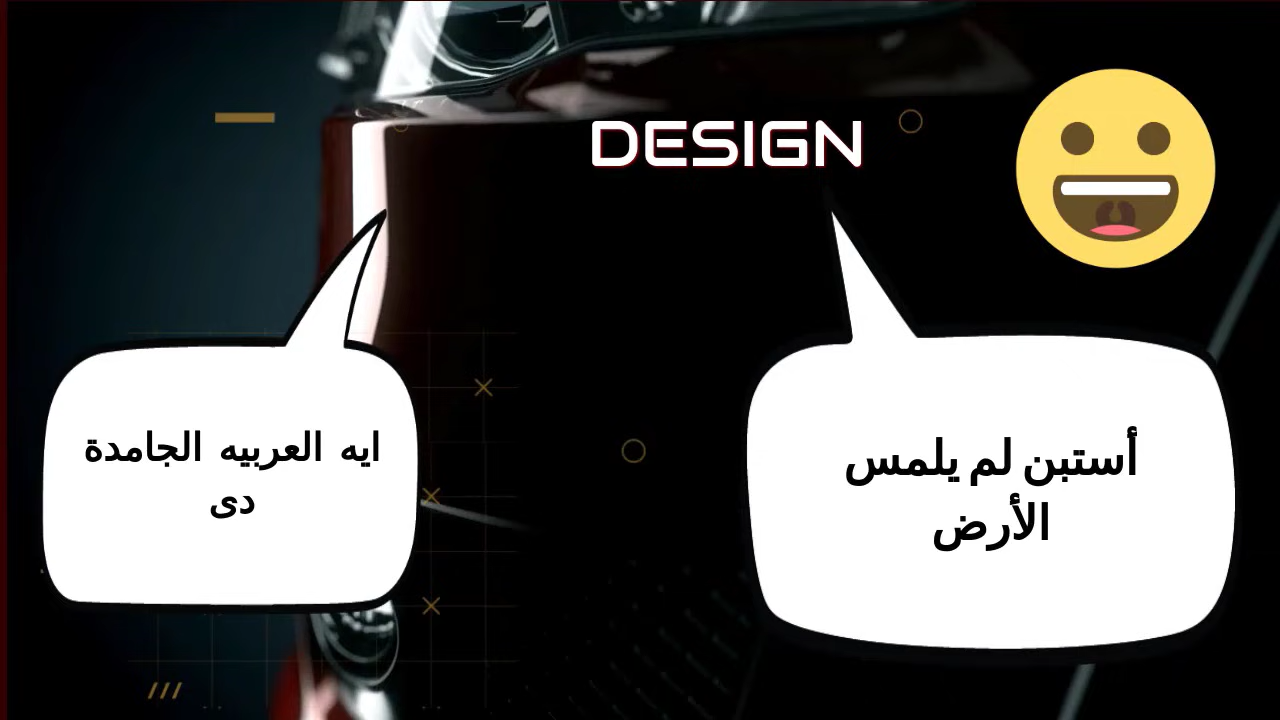 DESIGN
ايه العربيه الجامدة
دى
أستبن لم يلمس
الأرض